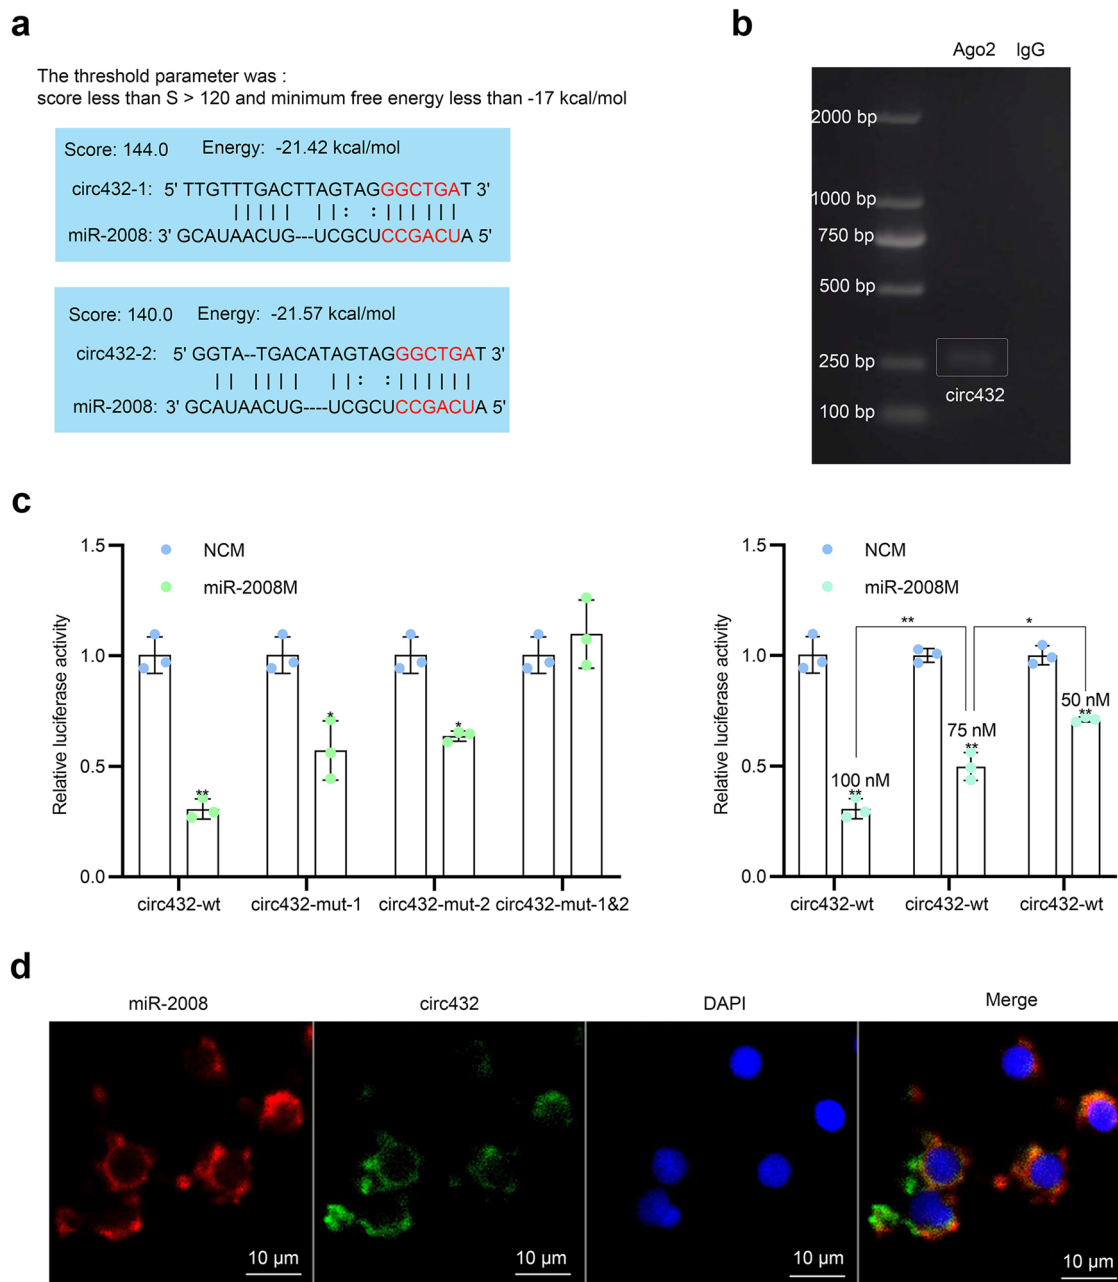 a
The threshold parameter was :
score less than S > 120 and minimum free energy less than -17 kcal/mol
Score: 144.0 Energy: -21.42 kcal/mol
circ432-1: 5' TTGTTTGACTTAGTAGGGCTGAT 3'
| | | | | | | : : | | | | | |
miR-2008: 3' GCAUAACUG---UCGCUCCGACUA 5'
Score: 140.0 Energy: -21.57 kcal/mol
circ432-2: 5' GGTA--TGACATAGTAGGGCTGAT 3'
| | | | | | | | : : | | | | | |
miR-2008: 3' GCAUAACUG----UCGCUCCGACUA 5'
b
Ago2 IgG
2000 bp
1000 bp
750 bp
500 bp
250 bp
100 bp
circ432
c
Relative luciferase activity
1.5
1.0
0.5
0.0
NCM
miR-2008M
**
*
*
circ432-wt circ432-mut-1 circ432-mut-2 circ432-mut-1&2
Relative luciferase activity
1.5
1.0
0.5
0.0
NCM
miR-2008M
**
*
100 nM
**
75 nM
**
50 nM
**
circ432-wt circ432-wt circ432-wt
d
miR-2008 circ432 DAPI Merge
10 µm 10 µm 10 µm 10 µm